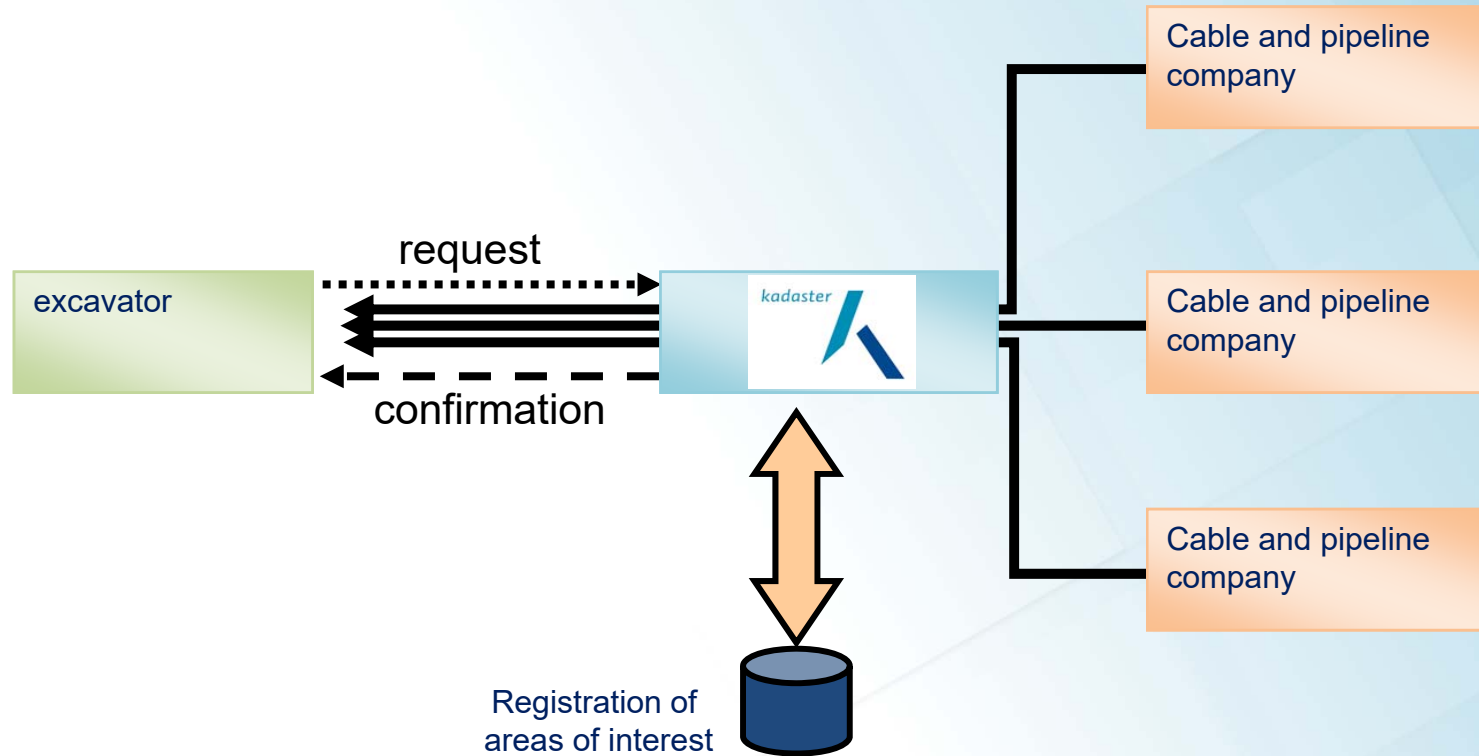 Cable and pipeline
company
request
excavator
kadaster
Cable and pipeline
company
confirmation
Cable and pipeline
company
Registration of
areas of interest